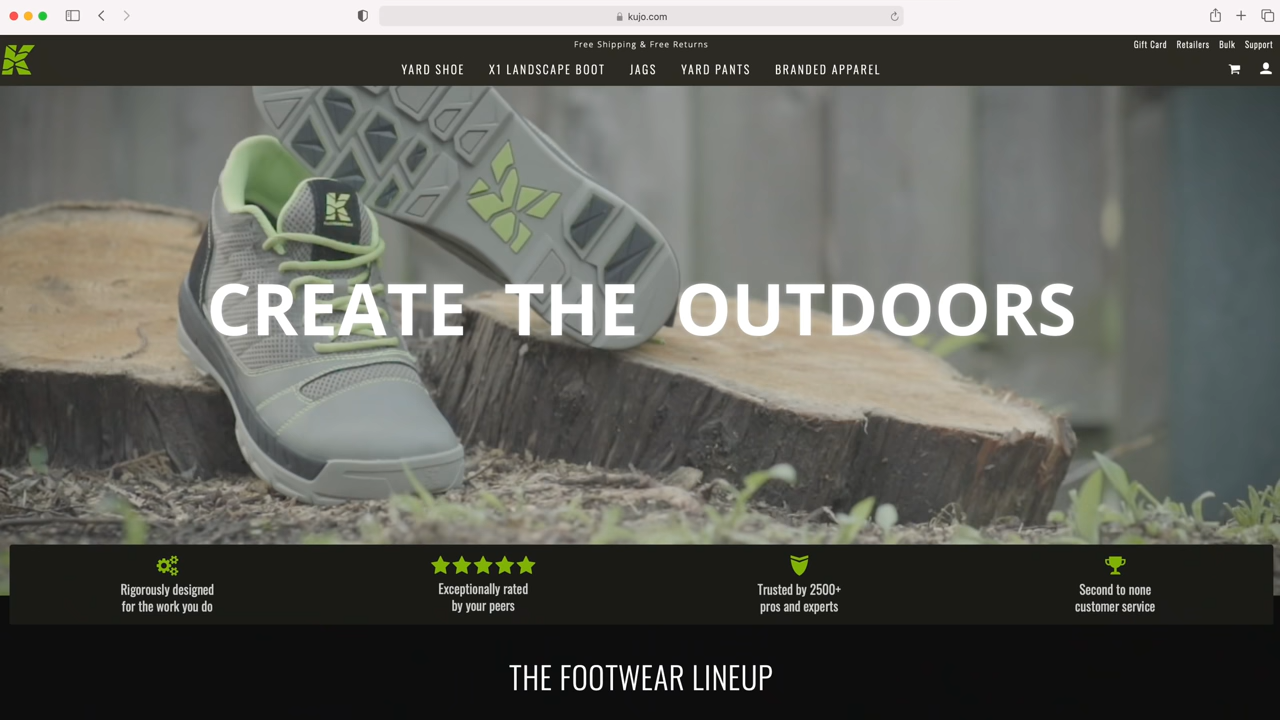 kujo.com
Free Shipping & Free Returns
Gift Card Retailers Bulk Support
K
YARD SHOE X1 LANDSCAPE BOOT JAGS YARD PANTS BRANDED APPAREL
K
CREATE THE OUTDOORS
Rigorously designed
for the work you do
Exceptionally rated
by your peers
Trusted by 2500+
pros and experts
Second to none
customer service
THE FOOTWEAR LINEUP